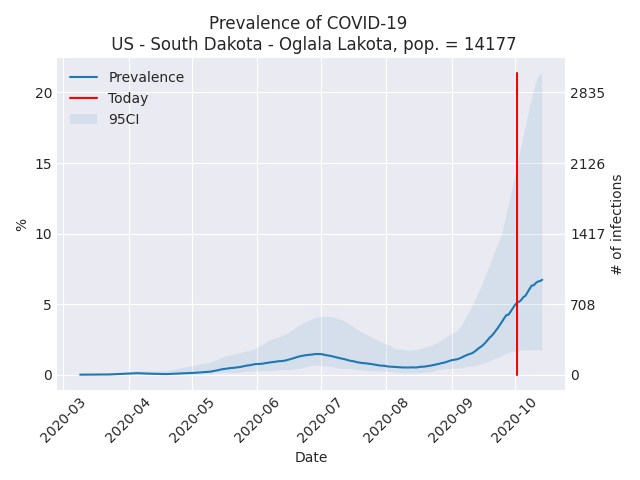 Prevalence of COVID-19
US - South Dakota - Oglala Lakota, pop. = 14177
Prevalence
Today
95CI
20
15
10
5
0
%
2835
2126
1417
708
0
# of infections
2020-03
2020-04
2020-05
2020-06
2020-07
2020-08
2020-09
2020-10
Date